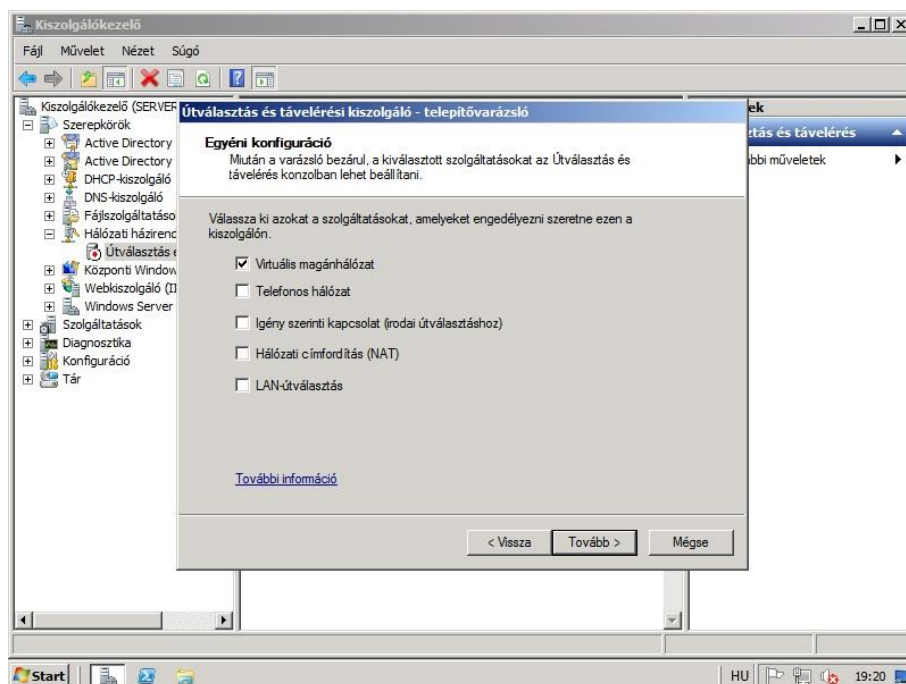 Kiszolgálókezelő
Fájl Művelet Nézet Súgó
Kiszolgálókezelő (SERVER
Szerepkörök
Active Directory
Active Directory
DHCP-kiszolgáló
DNS-kiszolgáló
Fájlszolgáltatáso
Hálózati házirend
Útválasztás é
Központi Window
Webkiszolgáló (II
Windows Server
Szolgáltatások
Diagnosztika
Konfiguráció
Tár
Útválasztás és távelérési kiszolgáló - telepítővarázsló
Egyéni konfiguráció
Miután a varázsló bezárul, a kiválasztott szolgáltatásokat az Útválasztás és
távelérés konzolban lehet beállítani.
Válassza ki azokat a szolgáltatásokat, amelyeket engedélyezni szeretne ezen a
kiszolgálón.
Virtuális magánhálózat
Telefonos hálózat
Igény szerinti kapcsolat (irodai útválasztáshoz)
Hálózati címfordítás (NAT)
LAN-útválasztás
További információ
< Vissza Tovább > Mégse
ek
tás és távelérés
bbi műveletek
Start HU 19:20